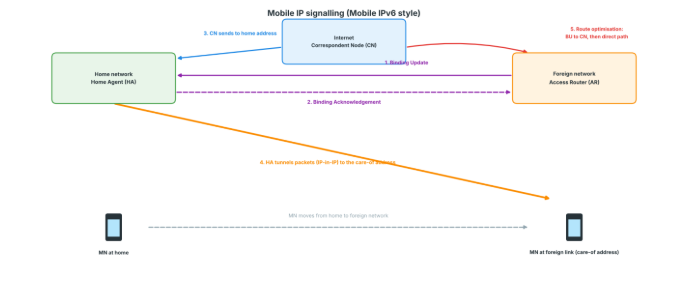 Mobile IP signalling (Mobile IPv6 style)
3. CN sends to home address
Internet
Correspondent Node (CN)
5. Route optimisation:
BU to CN, then direct path
1. Binding Update
Home network
Home Agent (HA)
Foreign network
Access Router (AR)
2. Binding Acknowledgement
4. HA tunnels packets (IP-in-IP) to the care-of address
MN moves from home to foreign network
MN at home
MN at foreign link (care-of address)